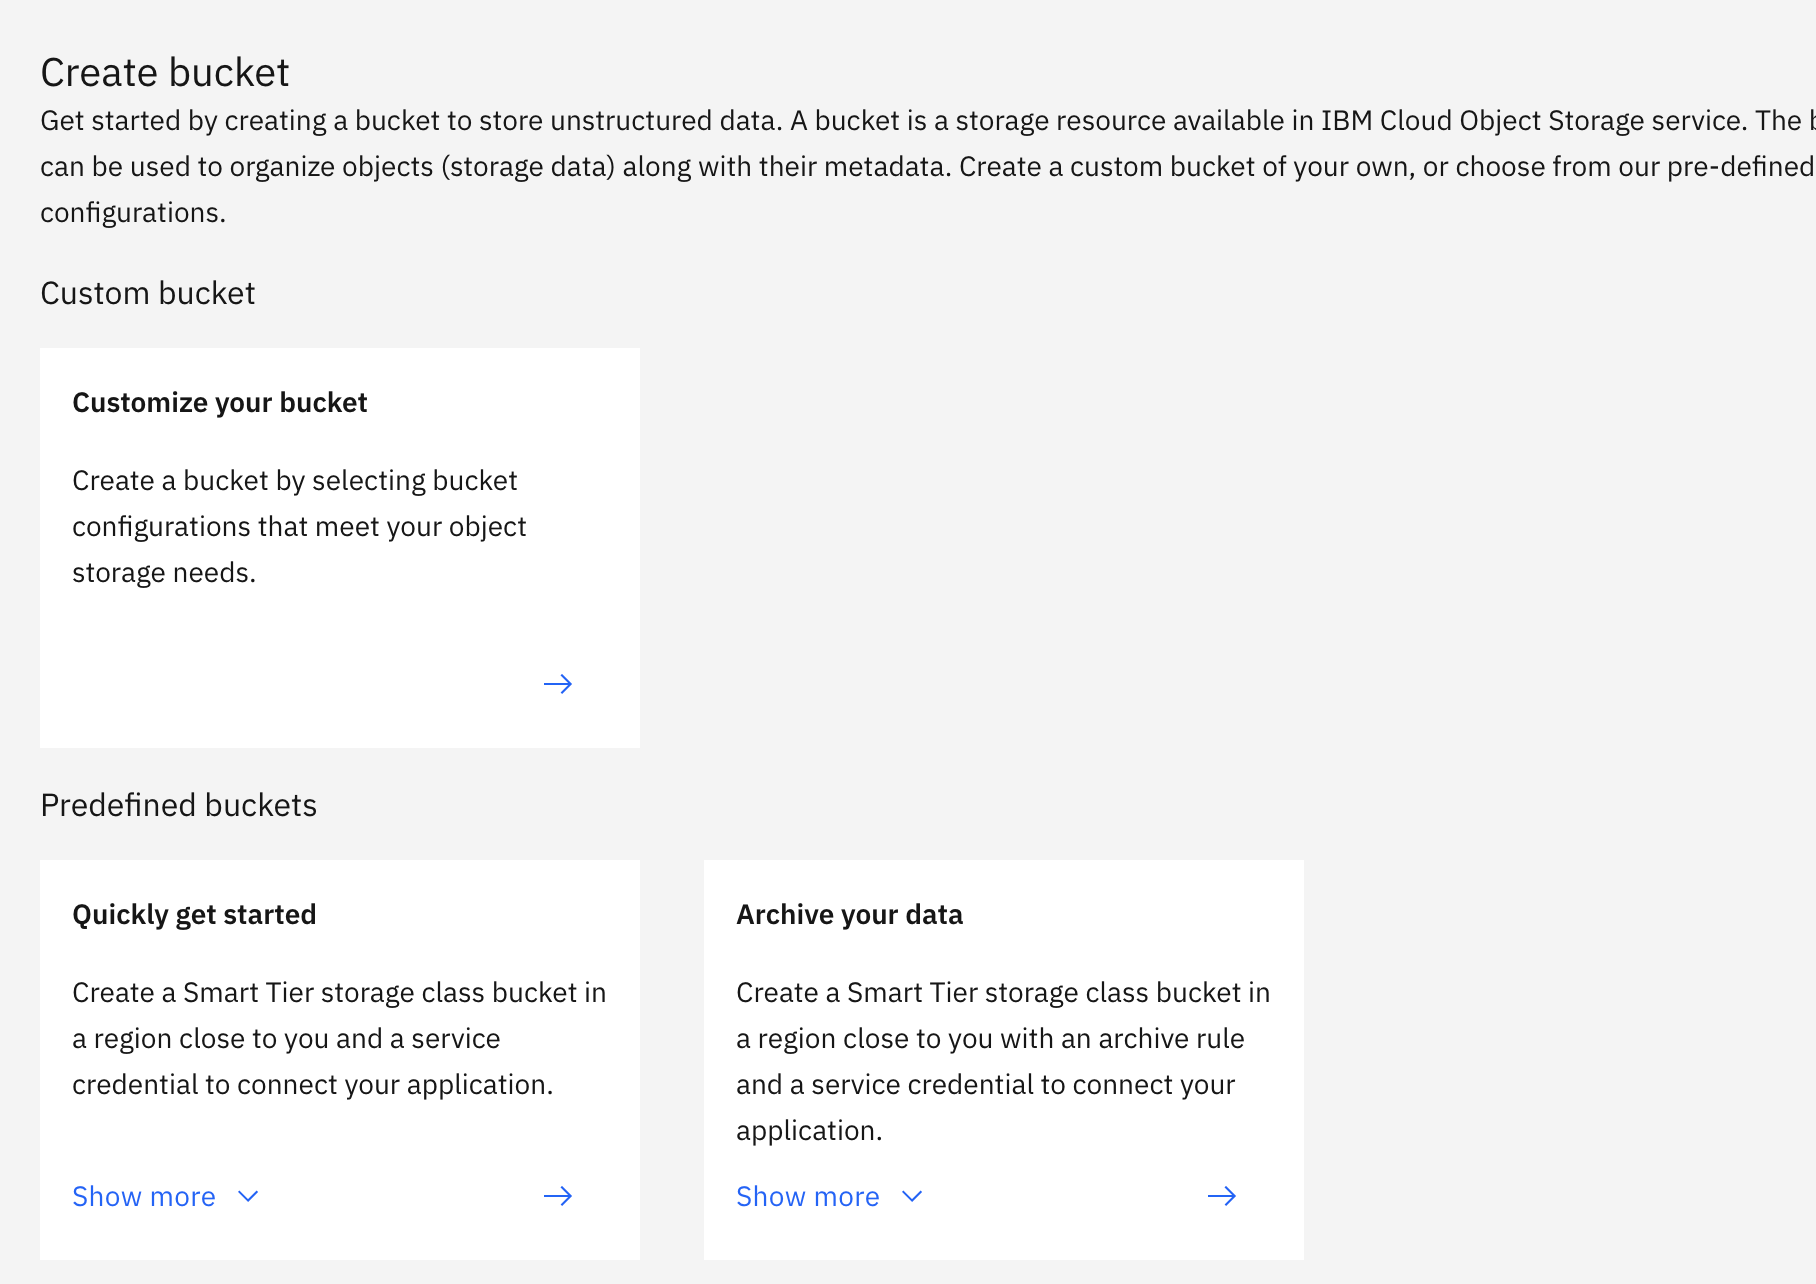 Create bucket
Get started by creating a bucket to store unstructured data. A bucket is a storage resource available in IBM Cloud Object Storage service. The
can be used to organize objects (storage data) along with their metadata. Create a custom bucket of your own, or choose from our pre-defined
configurations.
Custom bucket
Customize your bucket
Create a bucket by selecting bucket
configurations that meet your object
storage needs.
Predefined buckets
Quickly get started
Create a Smart Tier storage class bucket in
a region close to you and a service
credential to connect your application.
Show more
Archive your data
Create a Smart Tier storage class bucket in
a region close to you with an archive rule
and a service credential to connect your
application.
Show more